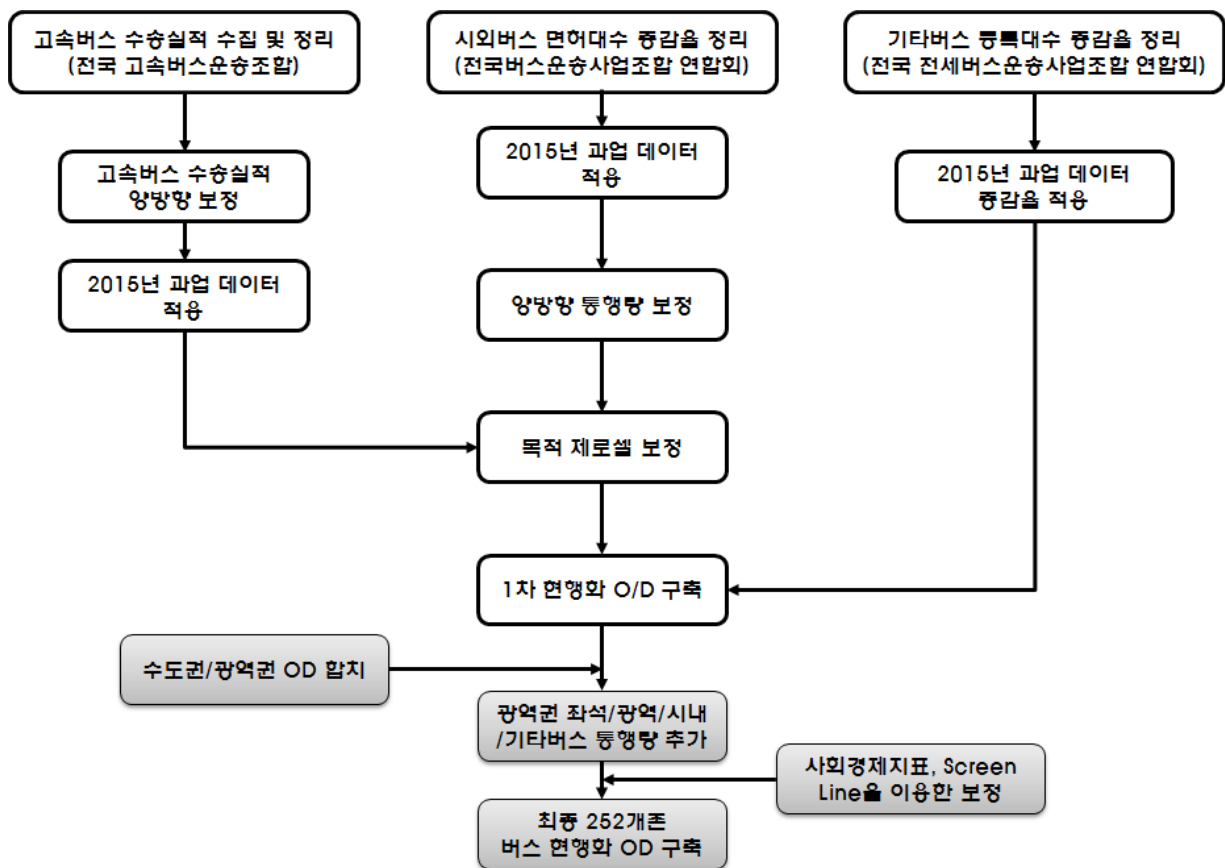 고속버스 수송실적 수집 및 정리
(전국 고속버스운송조합)
시외버스 면허대수 증감율 정리
(전국버스운송사업조합 연합회)
기타버스 등록대수 증감율 정리
(전국 전세버스운송사업조합 연합회)
고속버스 수송실적
양방향 보정
2015년 과업 데이터
적용
2015년 과업 데이터
증감율 적용
2015년 과업 데이터
적용
양방향 통행량 보정
목적 제로셀 보정
1차 현행화 O/D 구축
수도권/광역권 OD 합치
광역권 좌석/광역/시내
/기타버스 통행량 추가
사회경제지표, Screen
Line을 이용한 보정
최종 252개존
버스 현행화 OD 구축